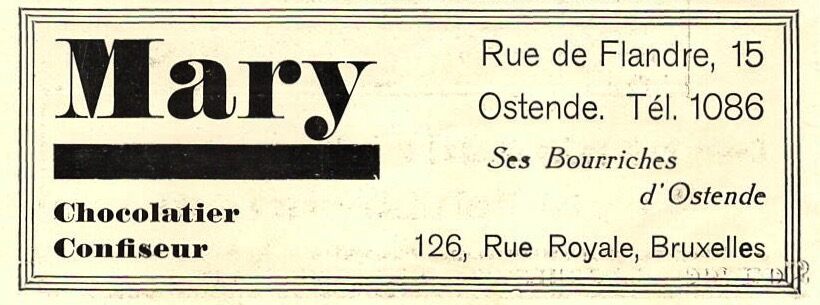 Mary
Chocolatier
Confiseur
Rue de Flandre, 15
Ostende. Tél. 1086
Ses Bourriches
d'Ostende
126, Rue Royale, Bruxelles